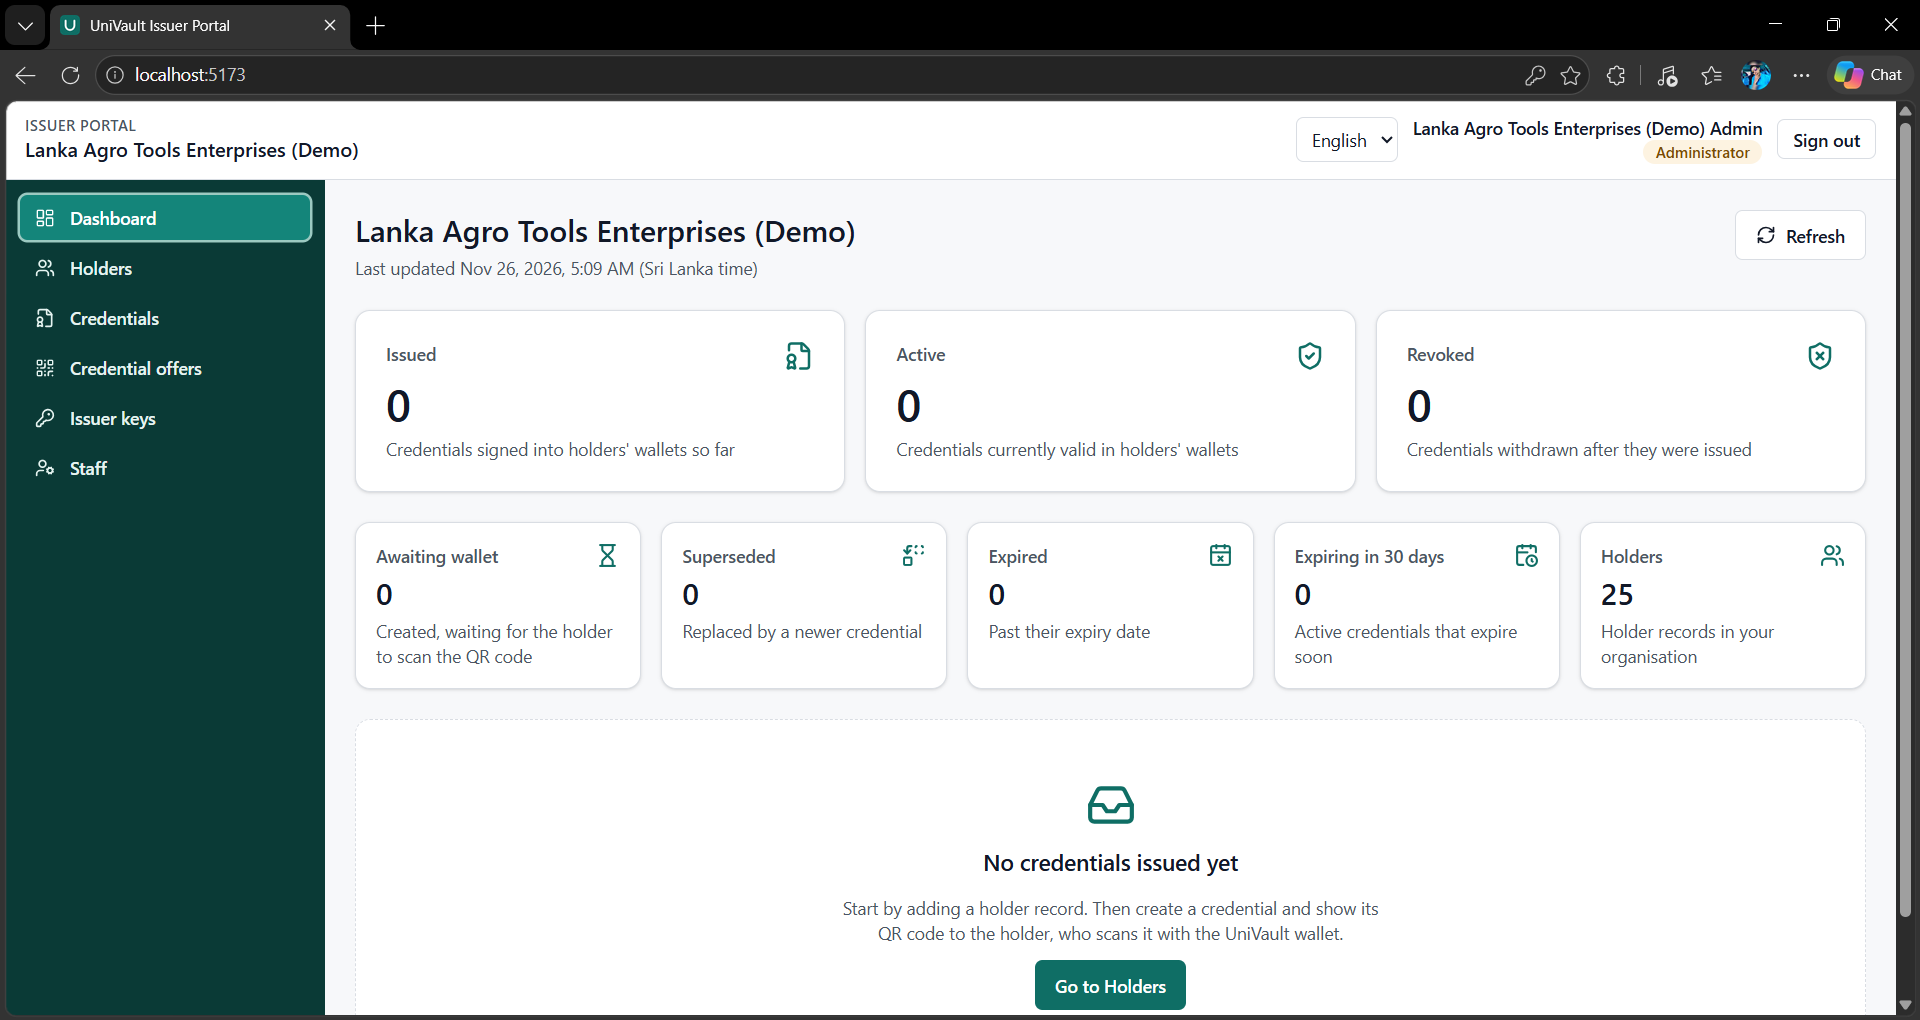 UniVault Issuer Portal
localhost:5173
Chat
ISSUER PORTAL
Lanka Agro Tools Enterprises (Demo)
English
Lanka Agro Tools Enterprises (Demo) Admin
Administrator
Sign out
Dashboard
Holders
Credentials
Credential offers
Issuer keys
Staff
Lanka Agro Tools Enterprises (Demo)
Last updated Nov 26, 2026, 5:09 AM (Sri Lanka time)
Refresh
Issued
0
Credentials signed into holders' wallets so far
Active
0
Credentials currently valid in holders' wallets
Revoked
0
Credentials withdrawn after they were issued
Awaiting wallet
0
Created, waiting for the holder
to scan the QR code
Superseded
0
Replaced by a newer credential
Expired
0
Past their expiry date
Expiring in 30 days
0
Active credentials that expire
soon
Holders
25
Holder records in your
organisation
No credentials issued yet
Start by adding a holder record. Then create a credential and show its
QR code to the holder, who scans it with the UniVault wallet.
Go to Holders